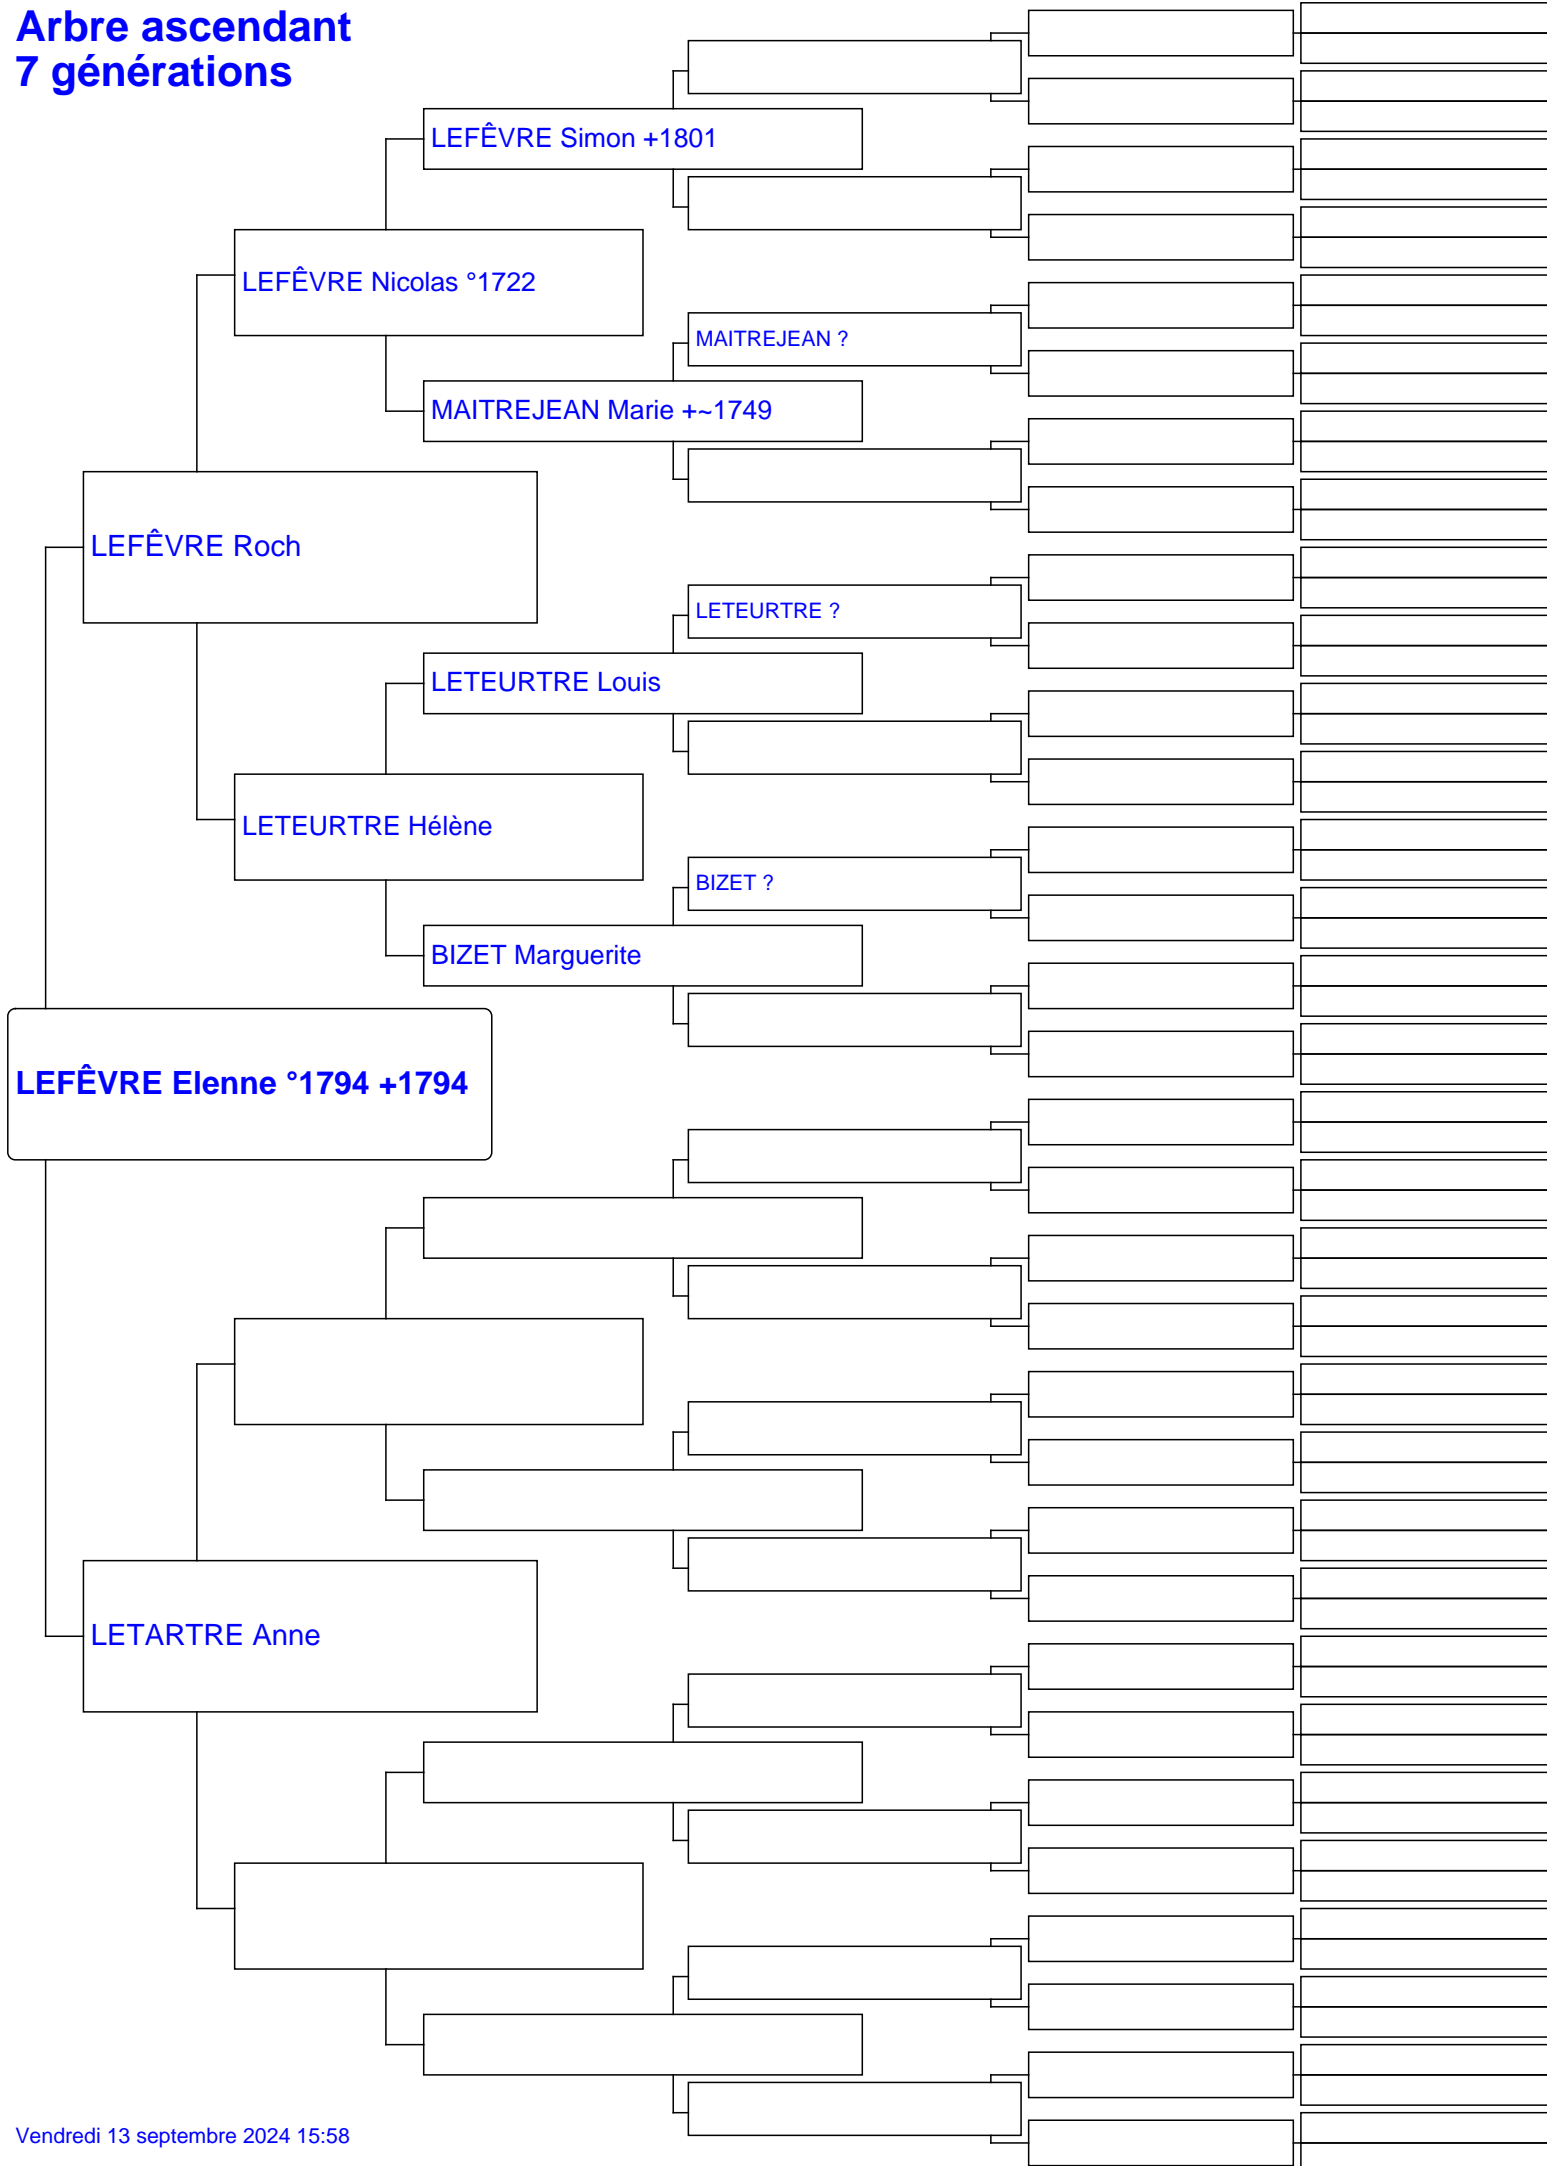 Arbre ascendant
7 générations
LEFÊVRE Simon +1801
LEFÊVRE Nicolas °1722
MAITREJEAN ?
MAITREJEAN Marie +~1749
LEFÊVRE Roch
LETEURTRE ?
LETEURTRE Louis
LETEURTRE Hélène
BIZET ?
BIZET Marguerite
LEFÊVRE Elenne °1794 +1794
LETARTRE Anne
Vendredi 13 septembre 2024 15:58